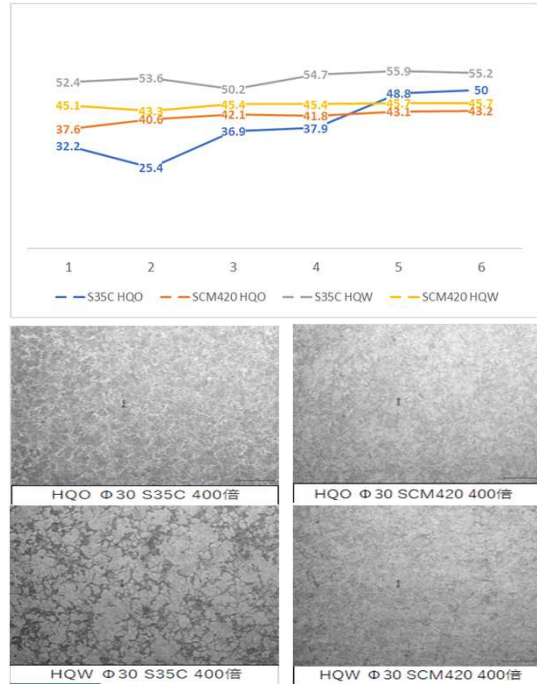 52.4 53.6 50.2 54.7 55.9 55.2
45.1 43.3 45.4 45.4 45.7 45.7
37.6 40.6 42.1 41.8 43.1 43.2
32.2 25.4 36.9 37.9 48.8 50
1 2 3 4 5 6
S35C HQO SCM420 HQO S35C HQW SCM420 HQW
HQO Φ30 S35C 400倍 HQO Φ30 SCM420 400倍
HQW Φ30 S35C 400倍 HQW Φ30 SCM420 400倍